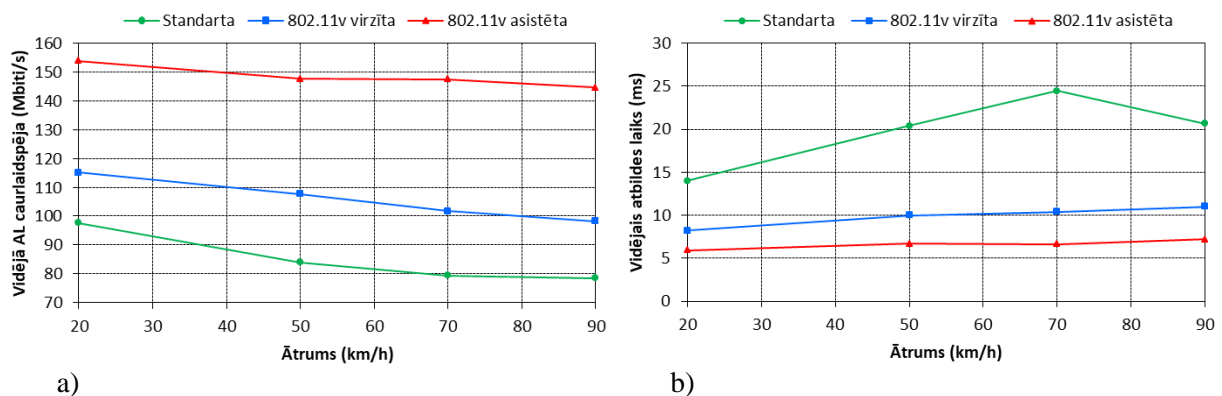 Standarta 802.11v virzīta 802.11v asistēta
Vidējā AL caurlaidspēja (Mbiti/s)
160
150
140
130
120
110
100
90
80
70
20 30 40 50 60 70 80 90
Ātrums (km/h)
a)
Standarta 802.11v virzīta 802.11v asistēta
Vidējais atbildes laiks (ms)
30
25
20
15
10
5
0
20 30 40 50 60 70 80 90
Ātrums (km/h)
b)